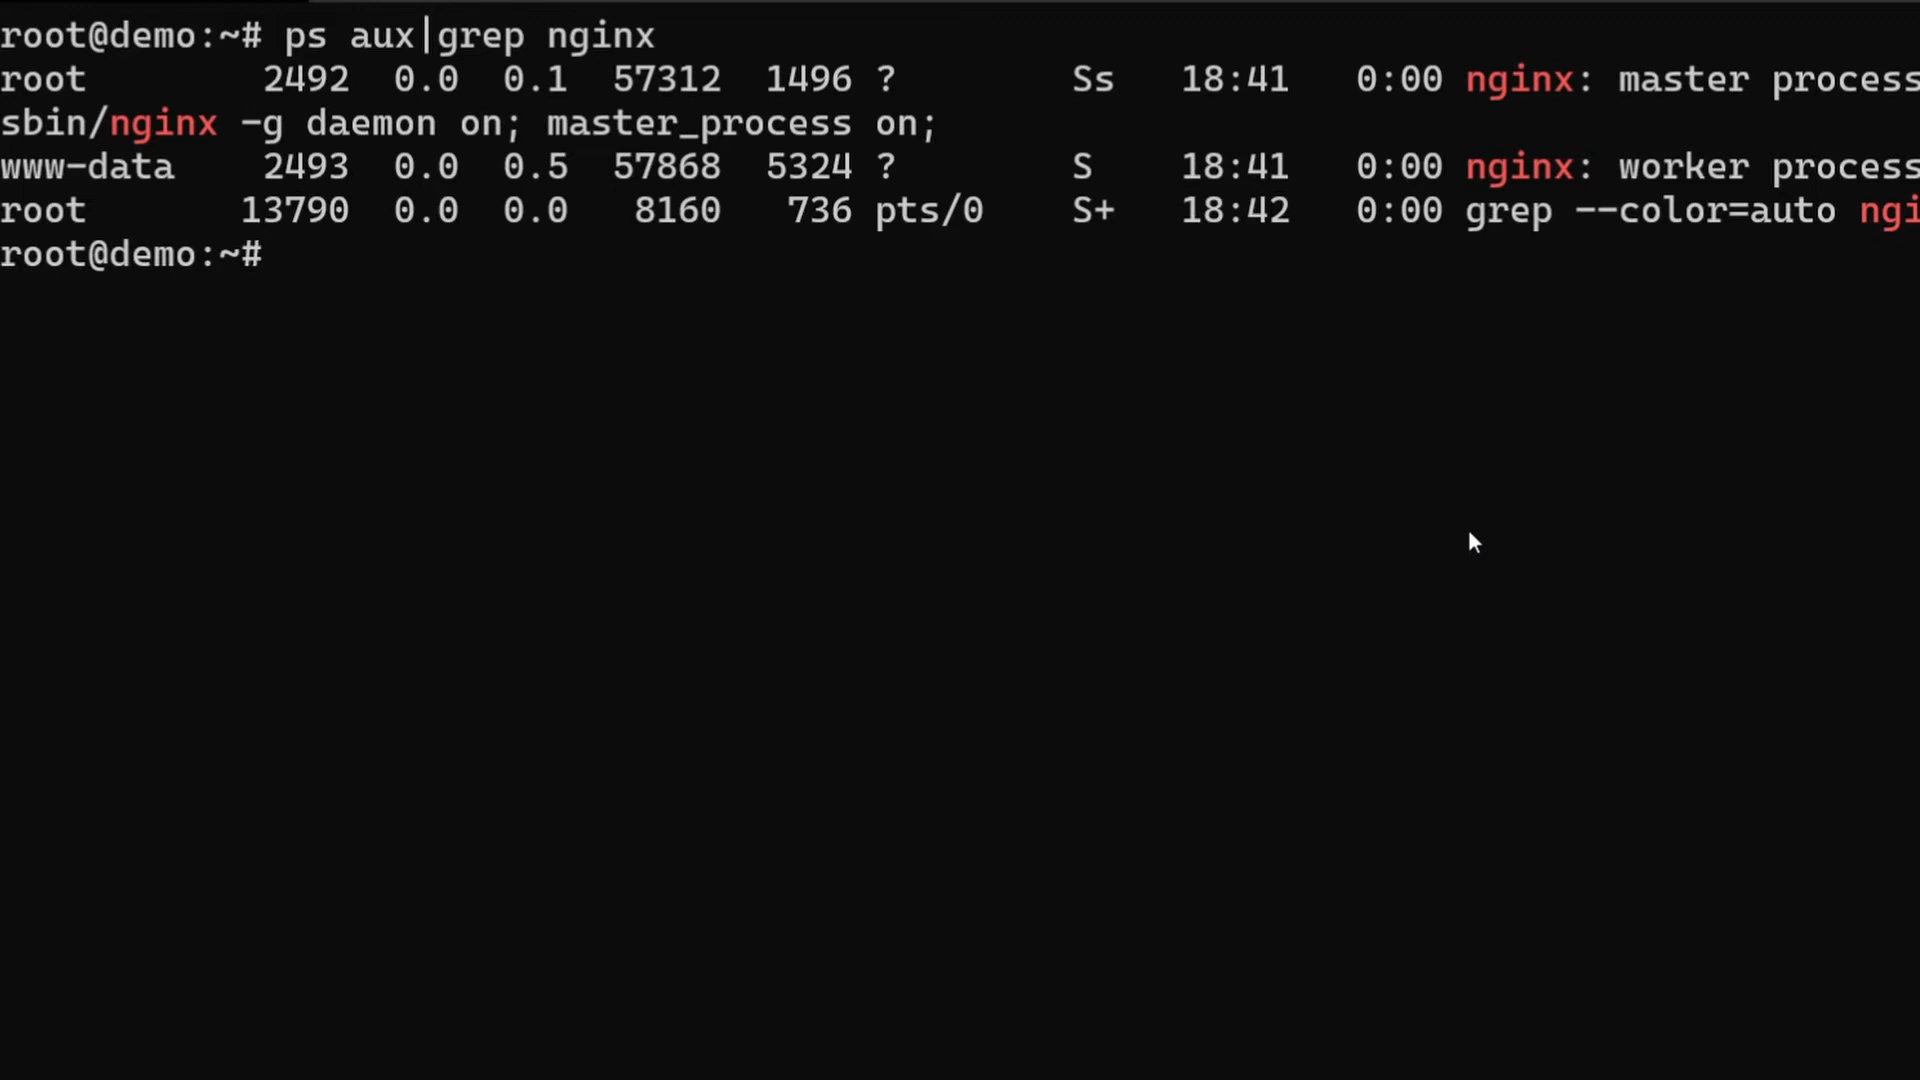 root@demo:~# ps aux|grep nginx
root        2492  0.0  0.1  57312  1496 ?        Ss   18:41   0:00 nginx: master process
sbin/nginx -g daemon on; master_process on;
www-data    2493  0.0  0.5  57868  5324 ?        S    18:41   0:00 nginx: worker process
root       13790  0.0  0.0   8160   736 pts/0    S+   18:42   0:00 grep --color=auto ngi
root@demo:~#